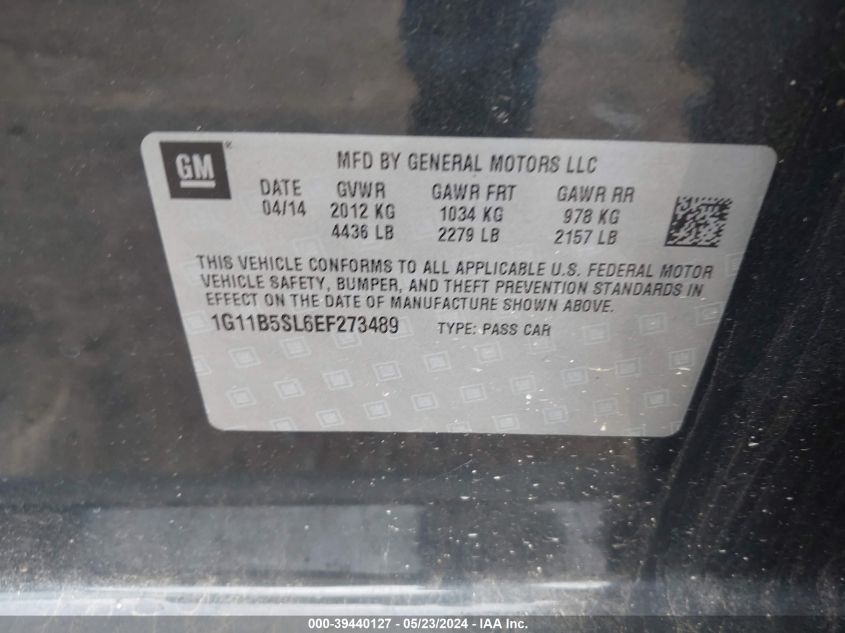 GM®
MFD BY GENERAL MOTORS LLC
DATE GVWR GAWR FRT GAWR RR
04/14 2012 KG 1034 KG 978 KG
4436 LB 2279 LB 2157 LB
THIS VEHICLE CONFORMS TO ALL APPLICABLE U.S. FEDERAL MOTOR
VEHICLE SAFETY, BUMPER, AND THEFT PREVENTION STANDARDS IN
EFFECT ON THE DATE OF MANUFACTURE SHOWN ABOVE.
1G11B5SL6EF273489 TYPE: PASS CAR
000-39440127 - 05/23/2024 - IAA Inc.